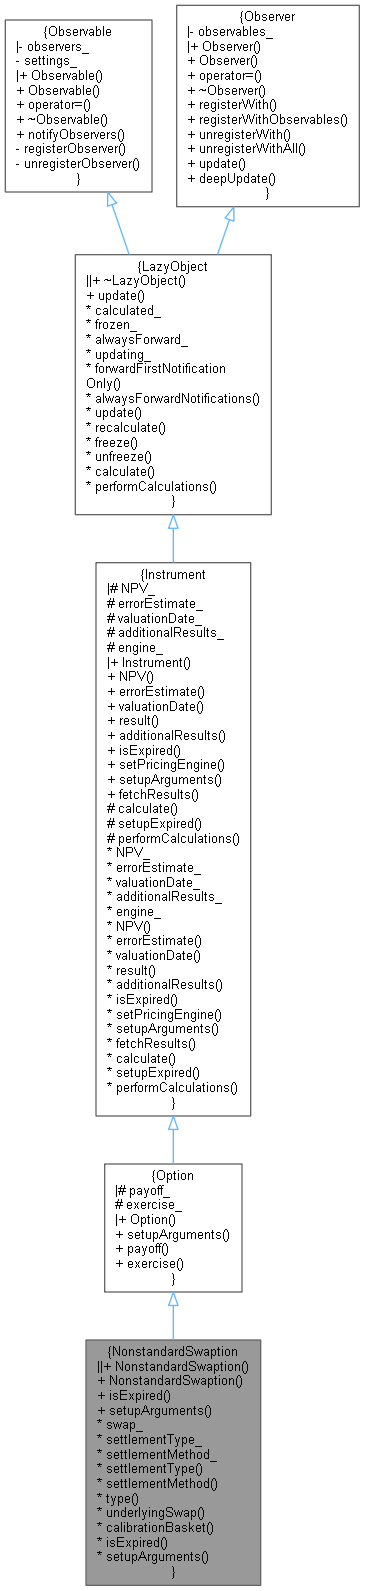 {Observable
|- observers_
- settings_
|+ Observable()
+ Observable()
+ operator=()
+ ~Observable()
+ notifyObservers()
- registerObserver()
- unregisterObserver()
}
{Observer
|- observables_
|+ Observer()
+ Observer()
+ operator=()
+ ~Observer()
+ registerWith()
+ registerWithObservables()
+ unregisterWith()
+ unregisterWithAll()
+ update()
+ deepUpdate()
}
{LazyObject
||+ ~LazyObject()
+ update()
* calculated_
* frozen_
* alwaysForward_
* updating_
* forwardFirstNotification
Only()
* alwaysForwardNotifications()
* update()
* recalculate()
* freeze()
* unfreeze()
* calculate()
* performCalculations()
}
{Instrument
|# NPV_
# errorEstimate_
# valuationDate_
# additionalResults_
# engine_
|+ Instrument()
+ NPV()
+ errorEstimate()
+ valuationDate()
+ result()
+ additionalResults()
+ isExpired()
+ setPricingEngine()
+ setupArguments()
+ fetchResults()
# calculate()
# setupExpired()
# performCalculations()
* NPV_
* errorEstimate_
* valuationDate_
* additionalResults_
* engine_
* NPV()
* errorEstimate()
* valuationDate()
* result()
* additionalResults()
* isExpired()
* setPricingEngine()
* setupArguments()
* fetchResults()
* calculate()
* setupExpired()
* performCalculations()
}
{Option
|# payoff_
# exercise_
|+ Option()
+ setupArguments()
+ payoff()
+ exercise()
}
{NonstandardSwaption
||+ NonstandardSwaption()
+ NonstandardSwaption()
+ isExpired()
+ setupArguments()
* swap_
* settlementType_
* settlementMethod_
* settlementType()
* settlementMethod()
* type()
* underlyingSwap()
* calibrationBasket()
* isExpired()
* setupArguments()
}